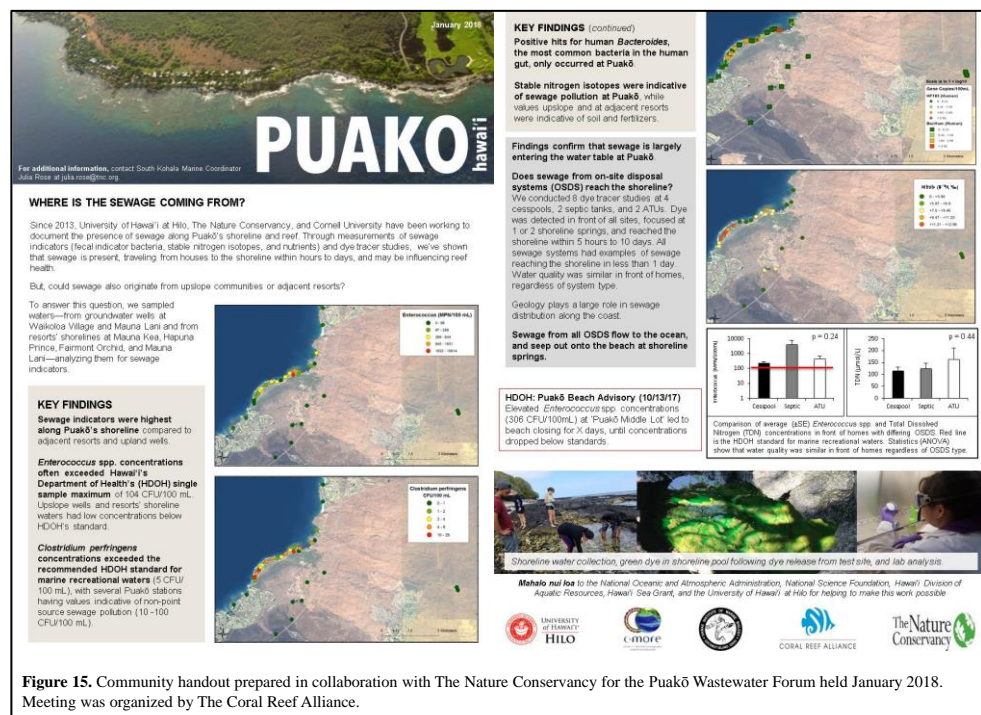 January 2018
PUAKO
hawai'i
For additional information, contact South Kohala Marine Coordinator
Julia Rose at julia.rose@tnc.org.
WHERE IS THE SEWAGE COMING FROM?
Since 2013, University of Hawai'i at Hilo, The Nature Conservancy, and Cornell University have been working to
document the presence of sewage along Puakō's shoreline and reef. Through measurements of sewage
indicators (fecal indicator bacteria, stable nitrogen isotopes, and nutrients) and dye tracer studies, we've shown
that sewage is present, traveling from houses to the shoreline within hours to days, and may be influencing reef
health.
But, could sewage also originate from upslope communities or adjacent resorts?
To answer this question, we sampled
waters—from groundwater wells at
Waikoloa Village and Mauna Lani and from
resorts' shorelines at Mauna Kea, Hapuna
Prince, Fairmont Orchid, and Mauna
Lani—analyzing them for sewage
indicators.
KEY FINDINGS
Sewage indicators were highest
along Puakō's shoreline compared to
adjacent resorts and upland wells.
Enterococcus spp. concentrations
often exceeded Hawai'i's
Department of Health's (HDOH) single
sample maximum of 104 CFU/100 mL.
Upslope wells and resorts' shoreline
waters had low concentrations below
HDOH's standard.
Clostridium perfringens
concentrations exceeded the
recommended HDOH standard for
marine recreational waters (5 CFU/
100 mL), with several Puakō stations
having values indicative of non-point
source sewage pollution (10 -100
CFU/100 mL).
Enterococcus (MPN/100 mL)
Clostridium perfringens
CFU/100 mL
0 - 1
1 - 2
KEY FINDINGS (continued)
Positive hits for human Bacteroides,
the most common bacteria in the human
gut, only occurred at Puakō.
Stable nitrogen isotopes were indicative
of sewage pollution at Puakō, while
values upslope and at adjacent resorts
were indicative of soil and fertilizers.
Findings confirm that sewage is largely
entering the water table at Puakō.
Does sewage from on-site disposal
systems (OSDS) reach the shoreline?
We conducted 8 dye tracer studies at 4
cesspools, 2 septic tanks, and 2 ATUs. Dye
was detected in front of all sites, focused at
1 or 2 shoreline springs, and reached the
shoreline within 5 hours to 10 days. All
sewage systems had examples of sewage
reaching the shoreline in less than 1 day.
Water quality was similar in front of homes,
regardless of system type.
Geology plays a large role in sewage
distribution along the coast.
Sewage from all OSDS flow to the ocean,
and seep out onto the beach at shoreline
springs.
HDOH: Puakō Beach Advisory (10/13/17)
Elevated Enterococcus spp. concentrations
(306 CFU/100mL) at 'Puakō Middle Lot' led to
beach closing for X days, until concentrations
dropped below standards.
Gene Copies/100mL
p = 0.24
10000
1000
100
10
1
Cesspool Septic ATU
p = 0.44
TDN (µmol/L)
250
200
150
100
50
0
Cesspool Septic ATU
Comparison of average (±SE) Enterococcus spp. and Total Dissolved
Nitrogen (TDN) concentrations in front of homes with differing OSDS. Red line
is the HDOH standard for marine recreational waters. Statistics (ANOVA)
show that water quality was similar in front of homes regardless of OSDS type.
Shoreline water collection, green dye in shoreline pool following dye release from test site, and lab analysis.
Mahalo nui loa to the National Oceanic and Atmospheric Administration, National Science Foundation, Hawai'i Division of
Aquatic Resources, Hawai'i Sea Grant, and the University of Hawai'i at Hilo for helping to make this work possible
UNIVERSITY
OF HAWAI'I
HILO
c-more
CORAL REEF ALLIANCE
The Nature
Conservancy
Figure 15. Community handout prepared in collaboration with The Nature Conservancy for the Puakō Wastewater Forum held January 2018.
Meeting was organized by The Coral Reef Alliance.